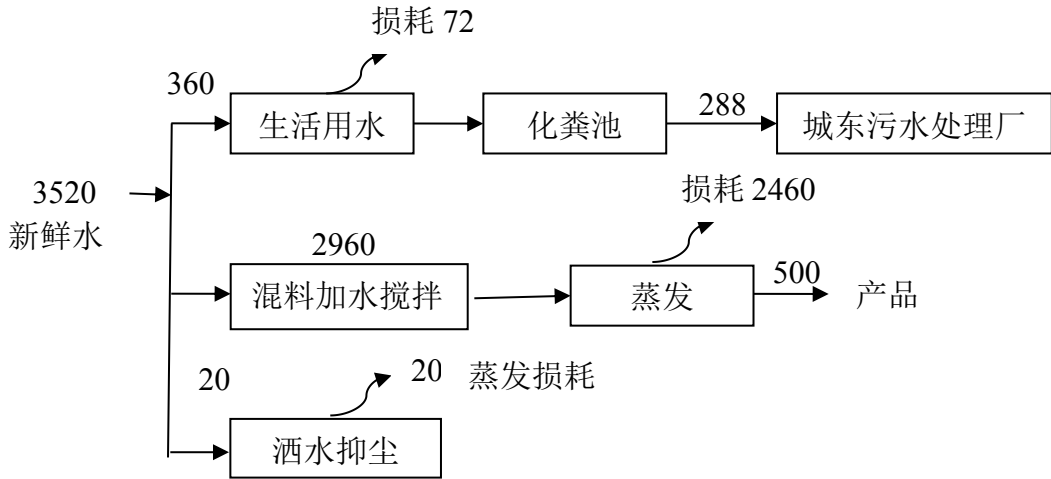 损耗 72
360
生活用水
化粪池
288
城东污水处理厂
3520
新鲜水
损耗 2460
2960
混料加水搅拌
蒸发
500
产品
20
20 蒸发损耗
洒水抑尘